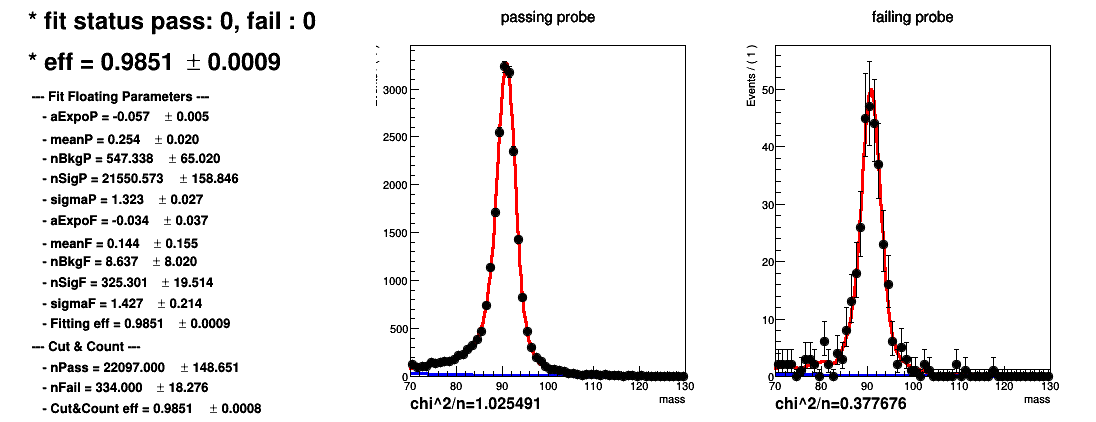 * fit status pass: 0, fail : 0
* eff = 0.9851 ± 0.0009
--- Fit Floating Parameters ---
- aExpoP = -0.057 ± 0.005
- meanP = 0.254 ± 0.020
- nBkgP = 547.338 ± 65.020
- nSigP = 21550.573 ± 158.846
- sigmaP = 1.323 ± 0.027
- aExpoF = -0.034 ± 0.037
- meanF = 0.144 ± 0.155
- nBkgF = 8.637 ± 8.020
- nSigF = 325.301 ± 19.514
- sigmaF = 1.427 ± 0.214
- Fitting eff = 0.9851 ± 0.0009
--- Cut & Count ---
- nPass = 22097.000 ± 148.651
- nFail = 334.000 ± 18.276
- Cut&Count eff = 0.9851 ± 0.0008
passing probe
3000
2500
2000
1500
1000
500
0
70 80 90 100 110 120 130
mass
chi^2/n=1.025491
failing probe
Events / ( 1 )
50
40
30
20
10
0
70 80 90 100 110 120 130
mass
chi^2/n=0.377676